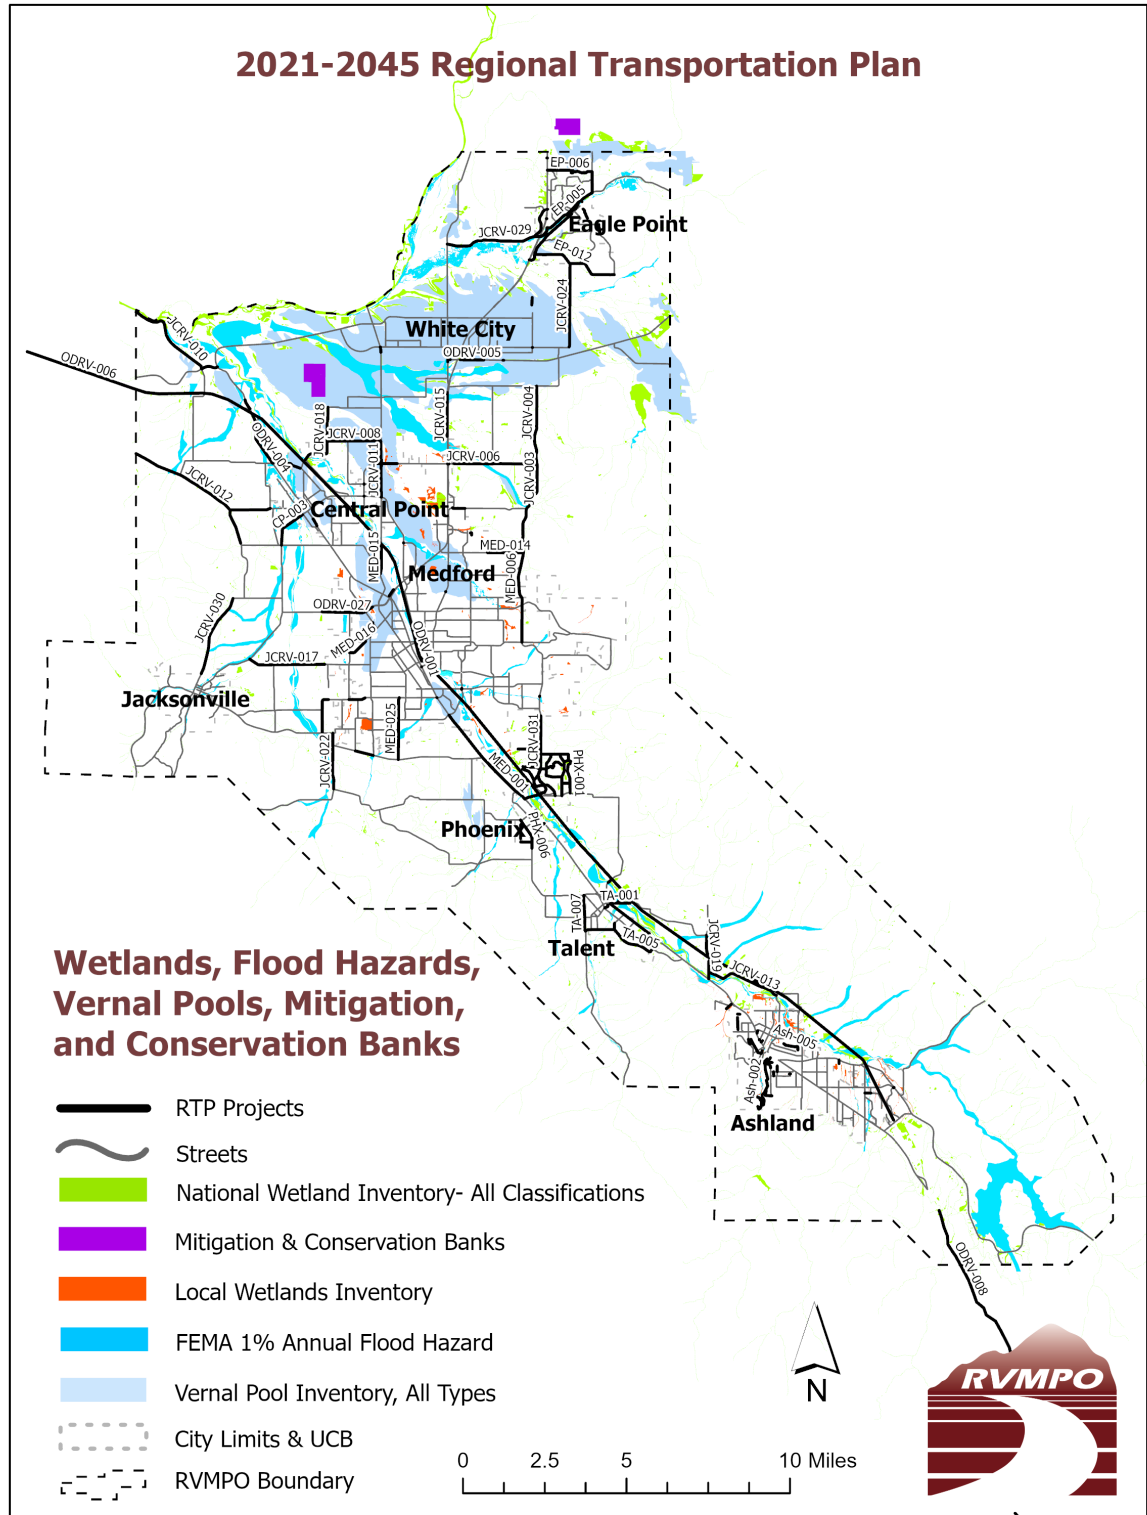 2021-2045 Regional Transportation Plan
EP-006
EP-005
Eagle Point
JCRV-029
EP-012
JCRV-024
White City
JCRV-010
ODRV-005
ODRV-006
JCRV-015
JCRV-004
JCRV-018
JCRV-008
ODRV-004
JCRV-011
JCRV-006
JCRV-003
JCRV-012
CP-003
Central Point
MED-015
MED-014
Medford
MED-006
JCRV-030
ODRV-027
MED-016
ODRV-001
JCRV-017
Jacksonville
MED-025
JCRV-031
JCRV-022
MED-001
PHX-001
Phoenix
PHX-006
TA-001
TA-007
TA-005
Talent
JCRV-019
JCRV-013
Ash-005
Ash-002
Ashland
ODRV-008
Wetlands, Flood Hazards,
Vernal Pools, Mitigation,
and Conservation Banks
RTP Projects
Streets
National Wetland Inventory- All Classifications
Mitigation & Conservation Banks
Local Wetlands Inventory
FEMA 1% Annual Flood Hazard
Vernal Pool Inventory, All Types
City Limits & UCB
RVMPO Boundary
N
0 2.5 5 10 Miles
RVMPO